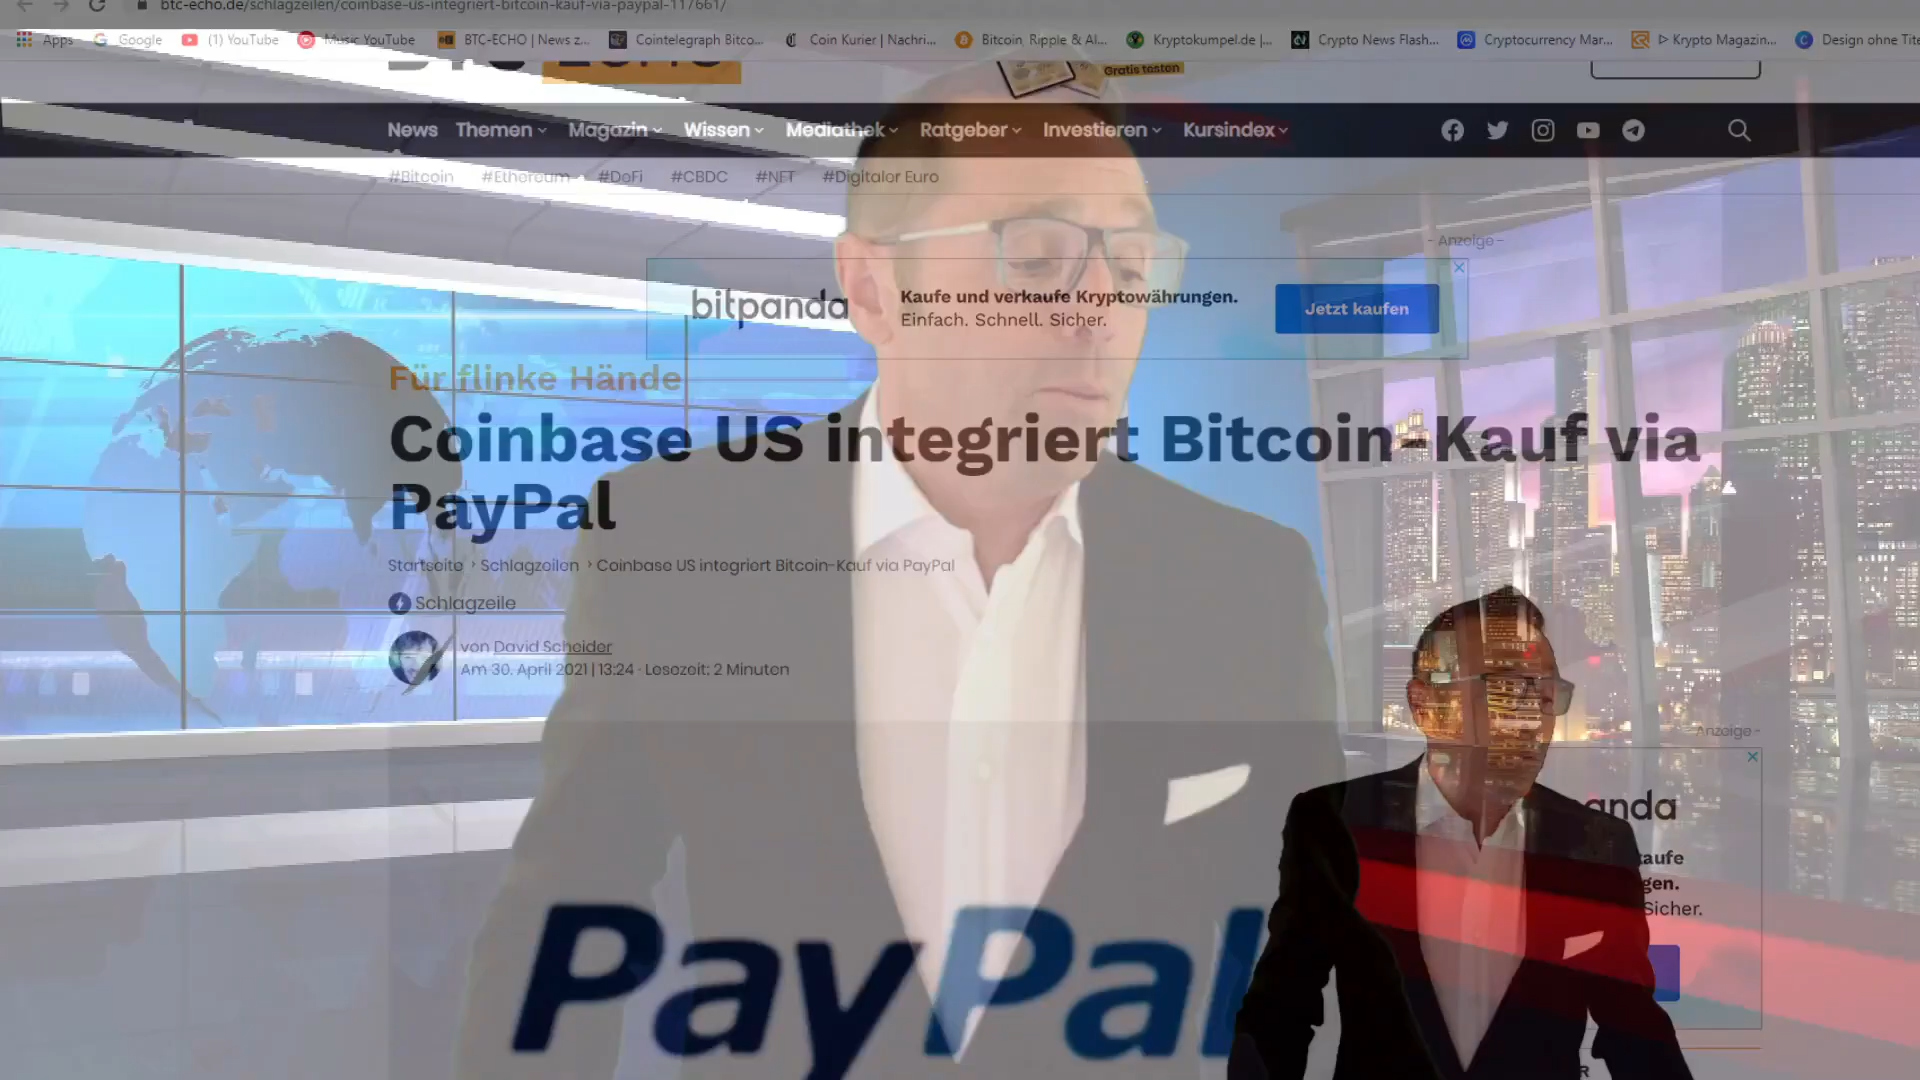 btc-echo.de/schlagzeilen/coinbase-us-integriert-bitcoin-kauf-via-paypal-117661/
Apps Google (1) YouTube Music YouTube BTC-ECHO | News z... Cointelegraph Bitco... Coin Kurier | Nachri... Bitcoin, Ripple & Al... Kryptokumpel.de |... Crypto News Flash... Cryptocurrency Mar... ᐅ Krypto Magazin... Design ohne Tite
Gratis testen
News Themen Magazin Wissen Mediathek Ratgeber Investieren Kursindex
#Bitcoin #Ethereum #DeFi #CBDC #NFT #Digitaler Euro
- Anzeige -
bitpanda Kaufe und verkaufe Kryptowährungen. Jetzt kaufen
Einfach. Schnell. Sicher.
Für flinke Hände
Coinbase US integriert Bitcoin-Kauf via
PayPal
Startseite › Schlagzeilen › Coinbase US integriert Bitcoin-Kauf via PayPal
Schlagzeile
von David Scheider
Am 30. April 2021 | 13:24 · Lesezeit: 2 Minuten
Anzeige -
anda
kaufe
gen.
Sicher.
PayPal